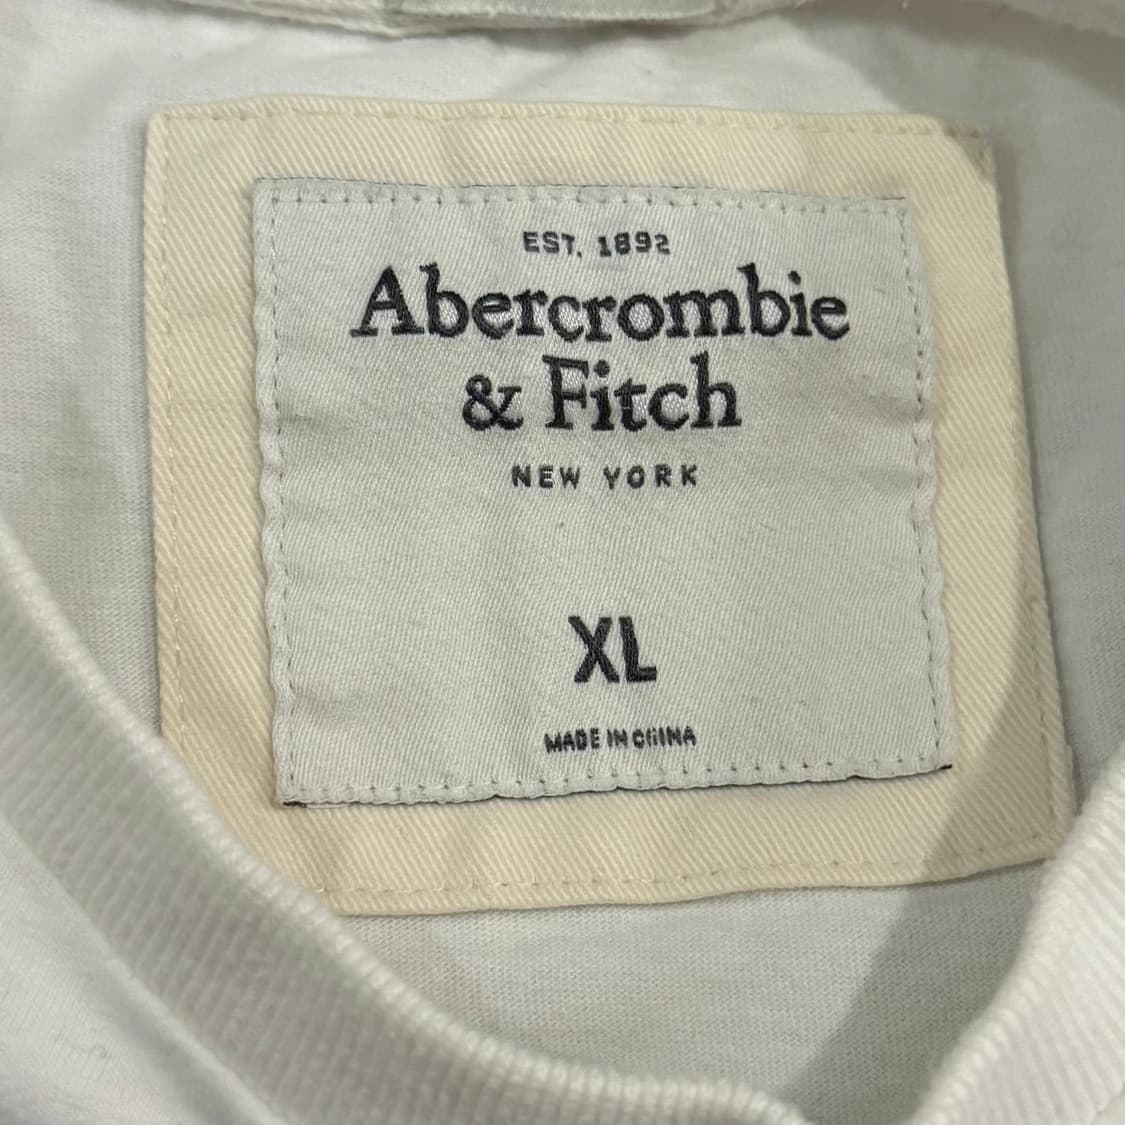 EST. 1892
Abercrombie
& Fitch
NEW YORK
XL
MADE IN CHINA